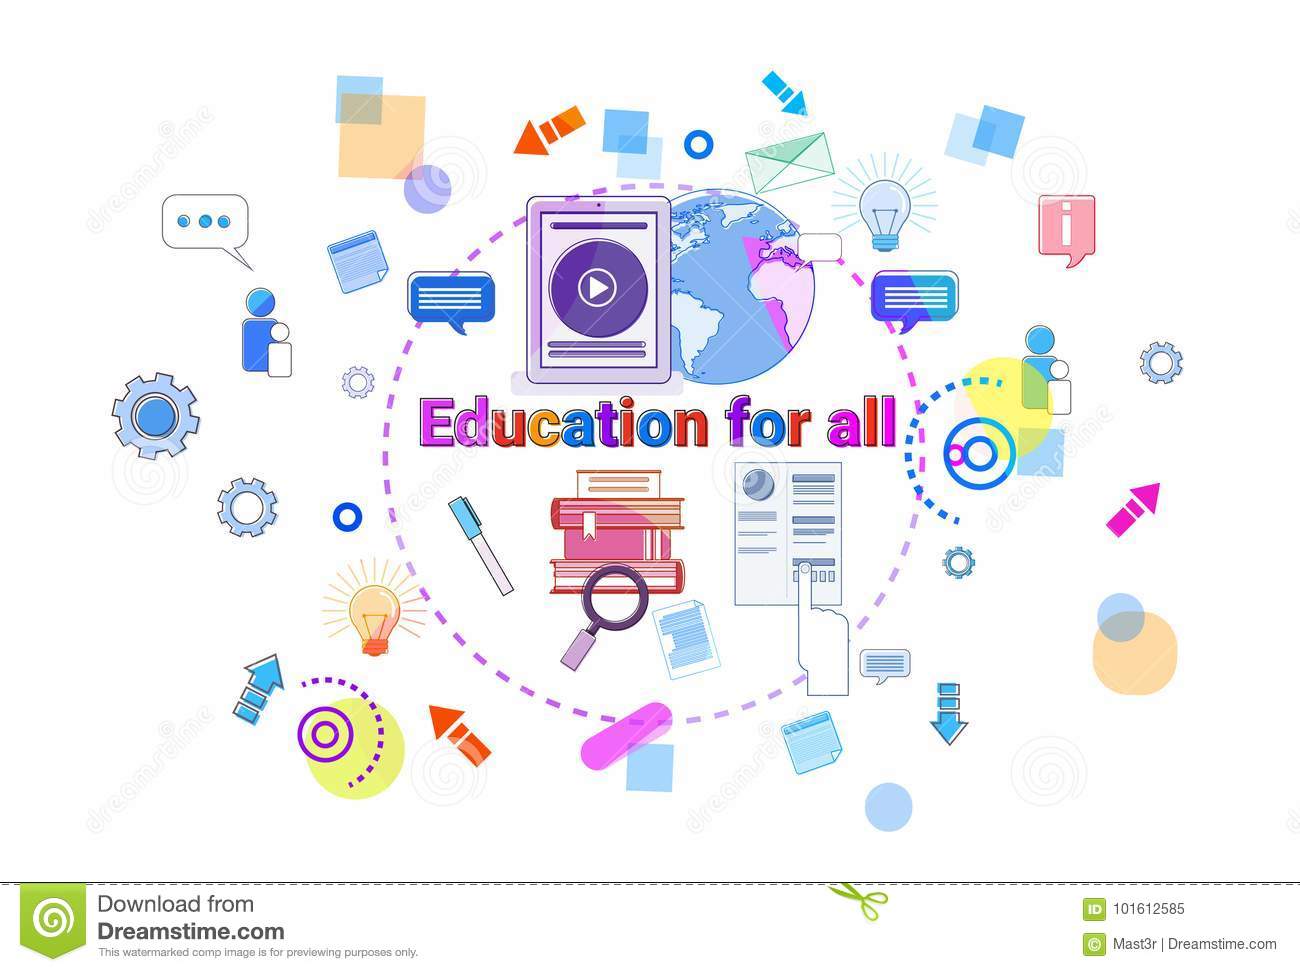 Education for all
Download from
Dreamstime.com
This watermarked comp image is for previewing purposes only.
ID 101612585
© Mast3r | Dreamstime.com